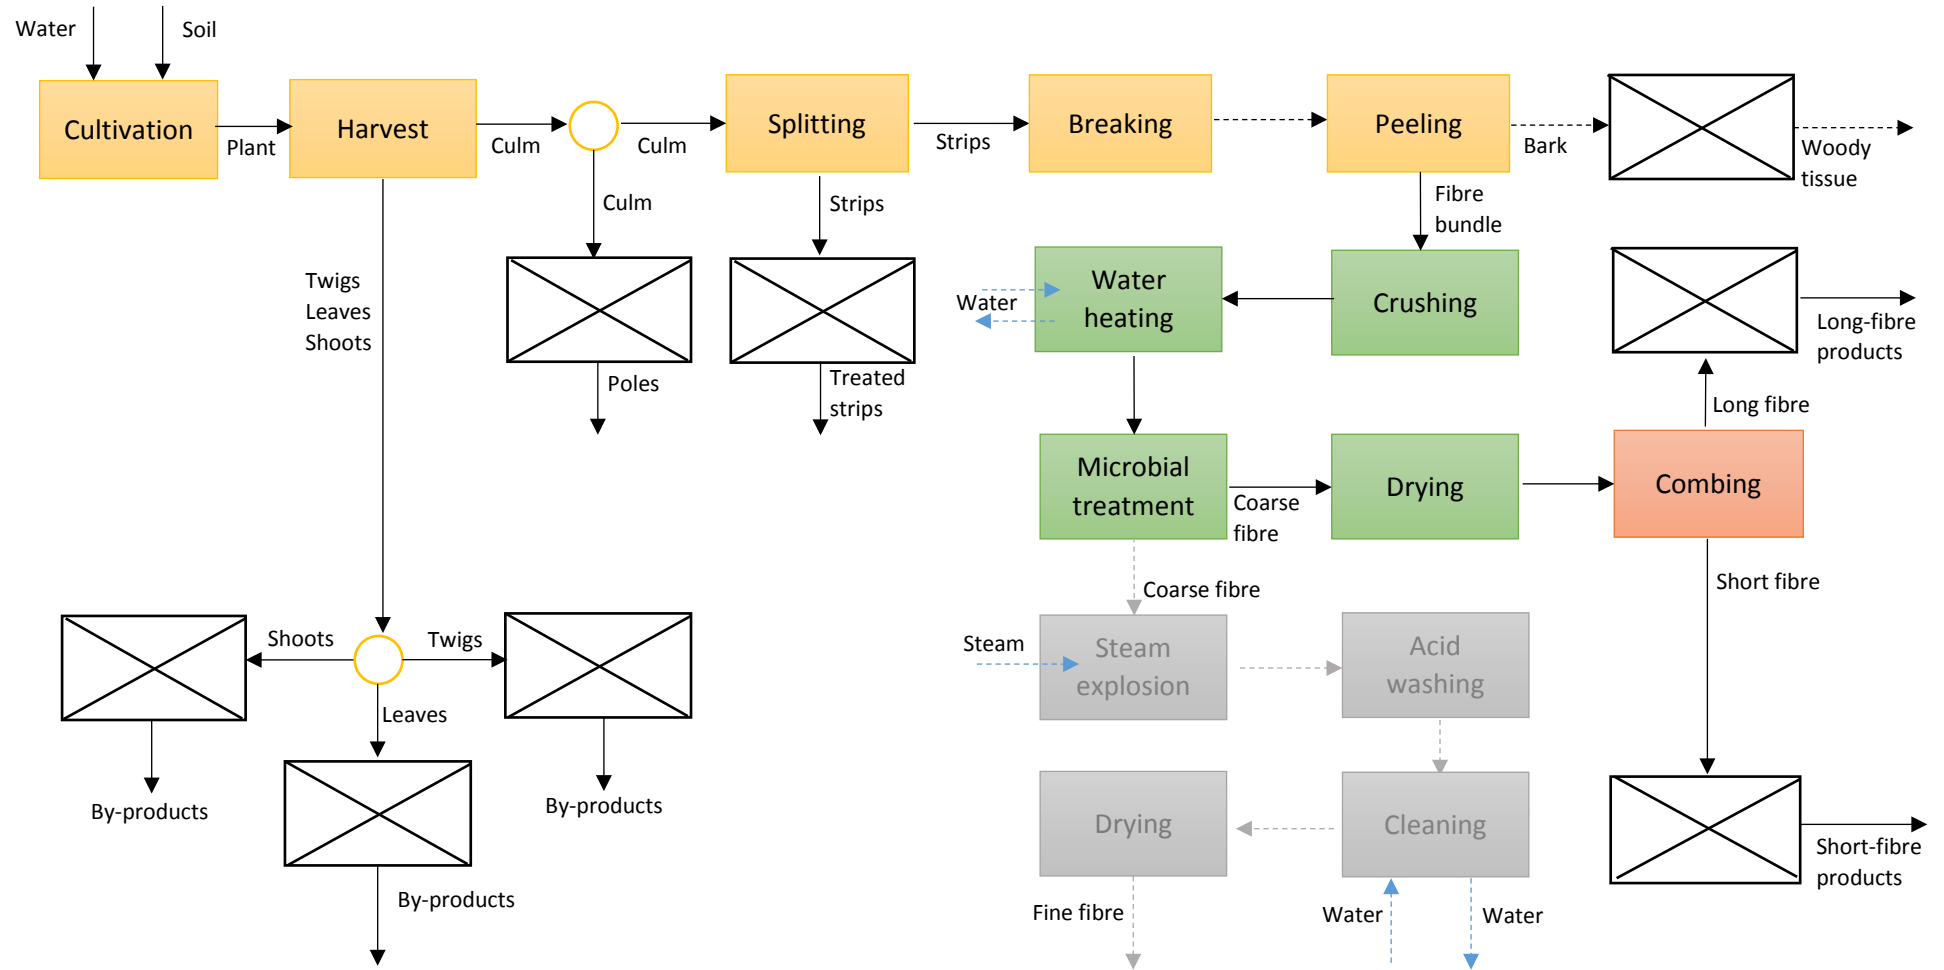 Water
Soil
Cultivation
Plant
Harvest
Culm
Culm
Splitting
Strips
Breaking
Peeling
Bark
Woody
tissue
Culm
Strips
Fibre
bundle
Twigs
Leaves
Shoots
Water
Water
heating
Crushing
Long-fibre
products
Poles
Treated
strips
Long fibre
Microbial
treatment
Coarse
fibre
Drying
Combing
Coarse fibre
Short fibre
Shoots
Twigs
Leaves
Steam
Steam
explosion
Acid
washing
By-products
By-products
By-products
Drying
Cleaning
Short-fibre
products
Fine fibre
Water
Water